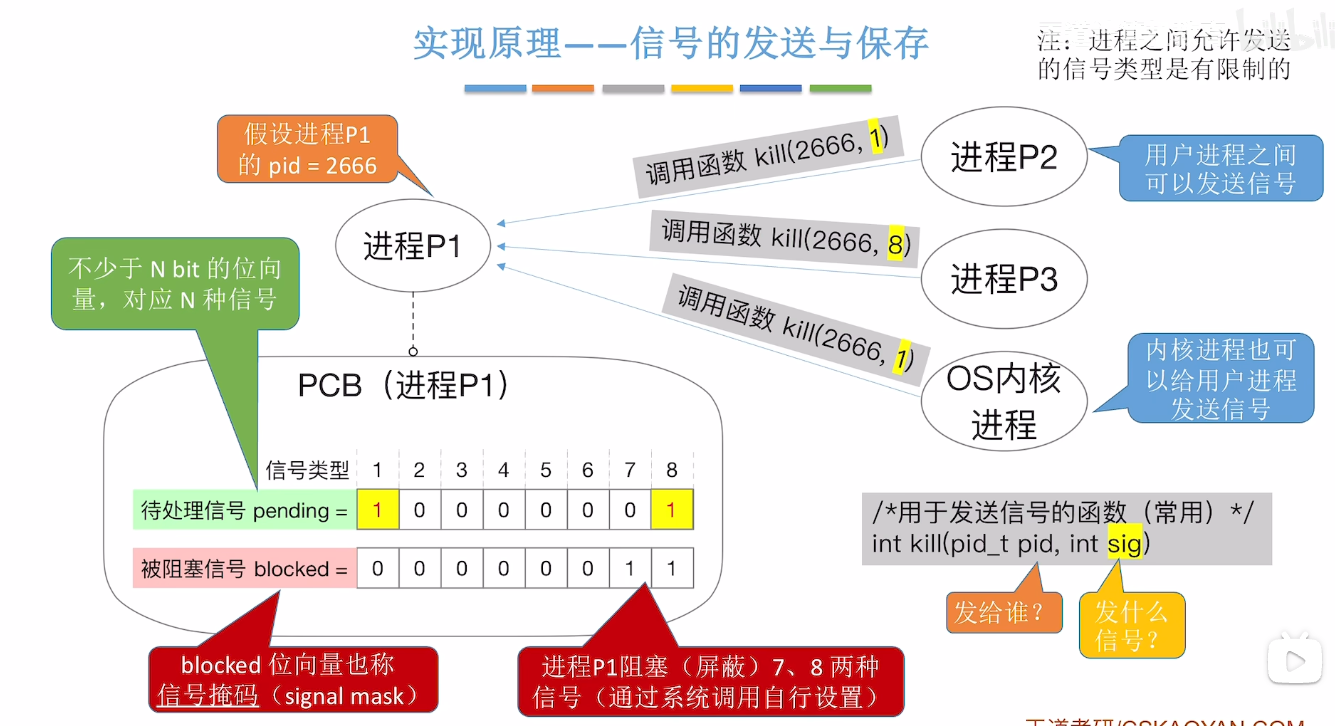 实现原理——信号的发送与保存
注：进程之间允许发送
的信号类型是有限制的
假设进程P1
的 pid = 2666
调用函数 kill(2666, 1)
进程P2
用户进程之间
可以发送信号
进程P1
调用函数 kill(2666, 8)
进程P3
不少于 N bit 的位向
量，对应 N 种信号
调用函数 kill(2666, 1)
OS内核
进程
内核进程也可
以给用户进程
发送信号
PCB（进程P1）
信号类型 1 2 3 4 5 6 7 8
待处理信号 pending = 1 0 0 0 0 0 0 1
被阻塞信号 blocked = 0 0 0 0 0 0 1 1
/*用于发送信号的函数（常用）*/
int kill(pid_t pid, int sig)
发给谁？
发什么
信号？
blocked 位向量也称
信号掩码（signal mask）
进程P1阻塞（屏蔽）7、8 两种
信号（通过系统调用自行设置）
王道考研/CSKAOYAN.COM